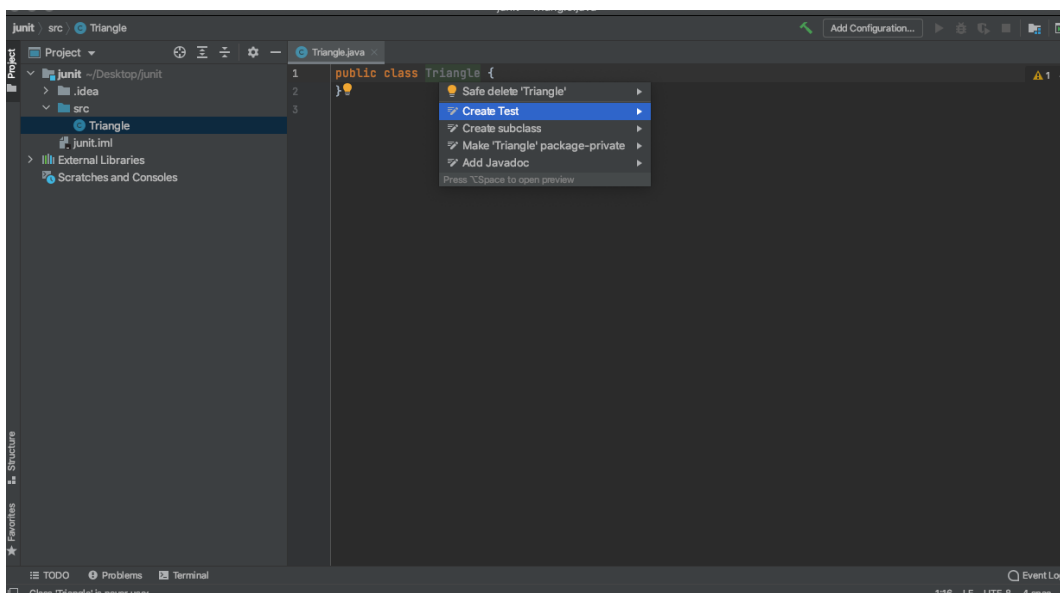 junit src Triangle
Add Configuration...
Project
Project
Triangle.java
junit ~/Desktop/junit
.idea
src
Triangle
junit.iml
External Libraries
Scratches and Consoles
1 public class Triangle {
2 }
3
1
Safe delete 'Triangle'
Create Test
Create subclass
Make 'Triangle' package-private
Add Javadoc
Press ⌥Space to open preview
Structure
Favorites
TODO Problems Terminal
Event Lo